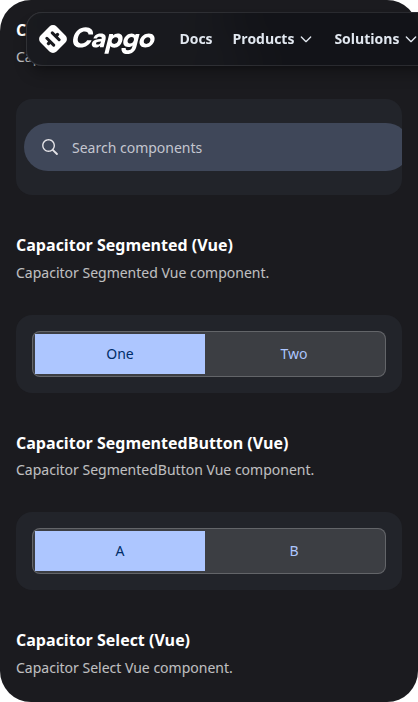 Capgo
Docs
Products
Solutions
Search components
Capacitor Segmented (Vue)
Capacitor Segmented Vue component.
One
Two
Capacitor SegmentedButton (Vue)
Capacitor SegmentedButton Vue component.
A
B
Capacitor Select (Vue)
Capacitor Select Vue component.